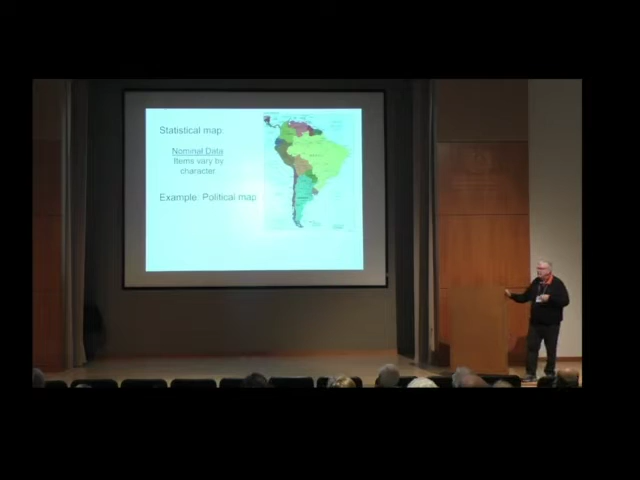 Statistical map:
Nominal Data
Items vary by
character
Example: Political map